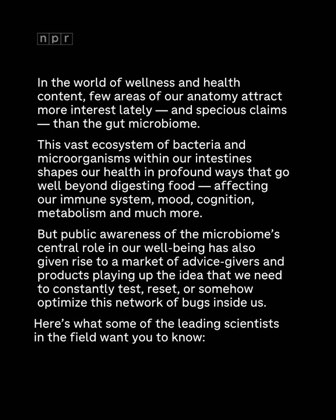 npr
In the world of wellness and health
content, few areas of our anatomy attract
more interest lately — and specious claims
— than the gut microbiome.
This vast ecosystem of bacteria and
microorganisms within our intestines
shapes our health in profound ways that go
well beyond digesting food — affecting
our immune system, mood, cognition,
metabolism and much more.
But public awareness of the microbiome's
central role in our well-being has also
given rise to a market of advice-givers and
products playing up the idea that we need
to constantly test, reset, or somehow
optimize this network of bugs inside us.
Here's what some of the leading scientists
in the field want you to know: